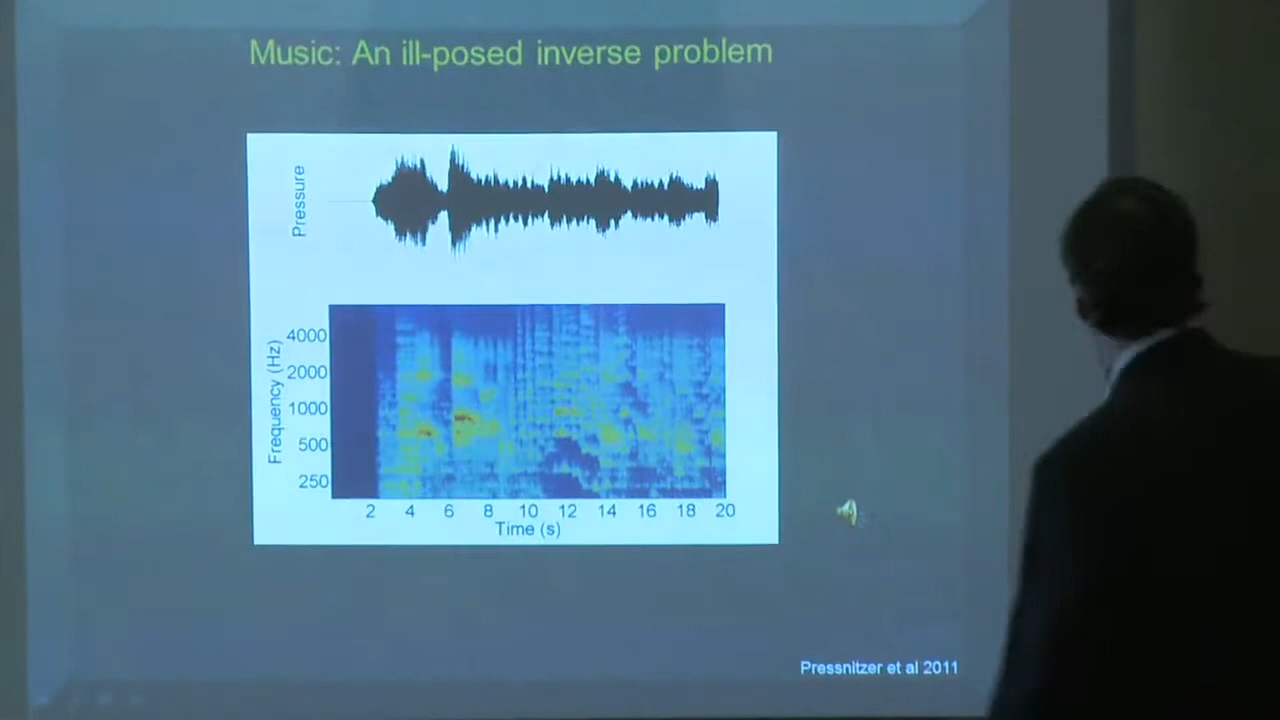 Music: An ill-posed inverse problem
Pressure
Frequency (Hz)
4000
2000
1000
500
250
2 4 6 8 10 12 14 16 18 20
Time (s)
Pressnitzer et al 2011